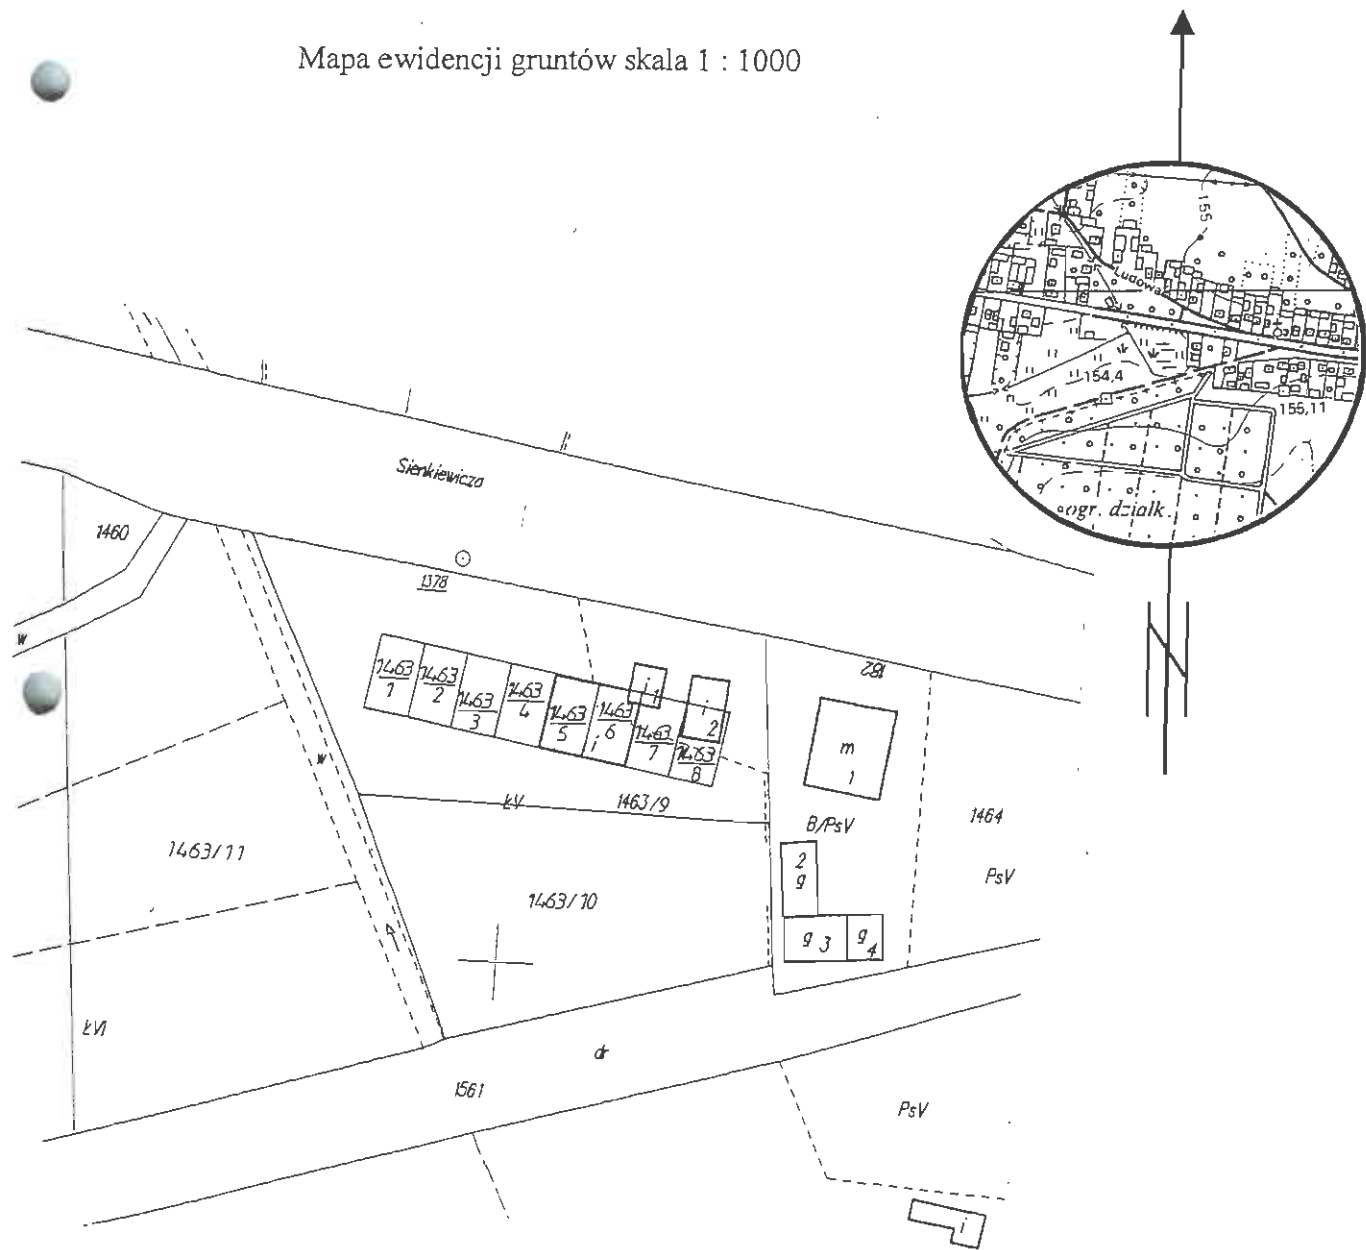 Mapa ewidencji gruntów skala 1 : 1000
155
Ludowa
154,4
155,11
ogr. dzialk.
Sienkiewicza
1460
w
1378
182
1463/1
1463/2
1463/3
1463/4
1463/5
1463/6
i
1463/7
1463/8
i 1
i 2
m
1
w
ŁV
1463/9
B/PsV
1464
PsV
1463/11
1463/10
2
g
g 3
g 4
ŁVI
dr
1561
PsV
i